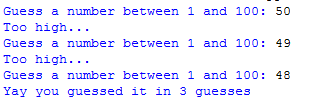 Guess a number between 1 and 100: 50
Too high...
Guess a number between 1 and 100: 49
Too high...
Guess a number between 1 and 100: 48
Yay you guessed it in 3 guesses